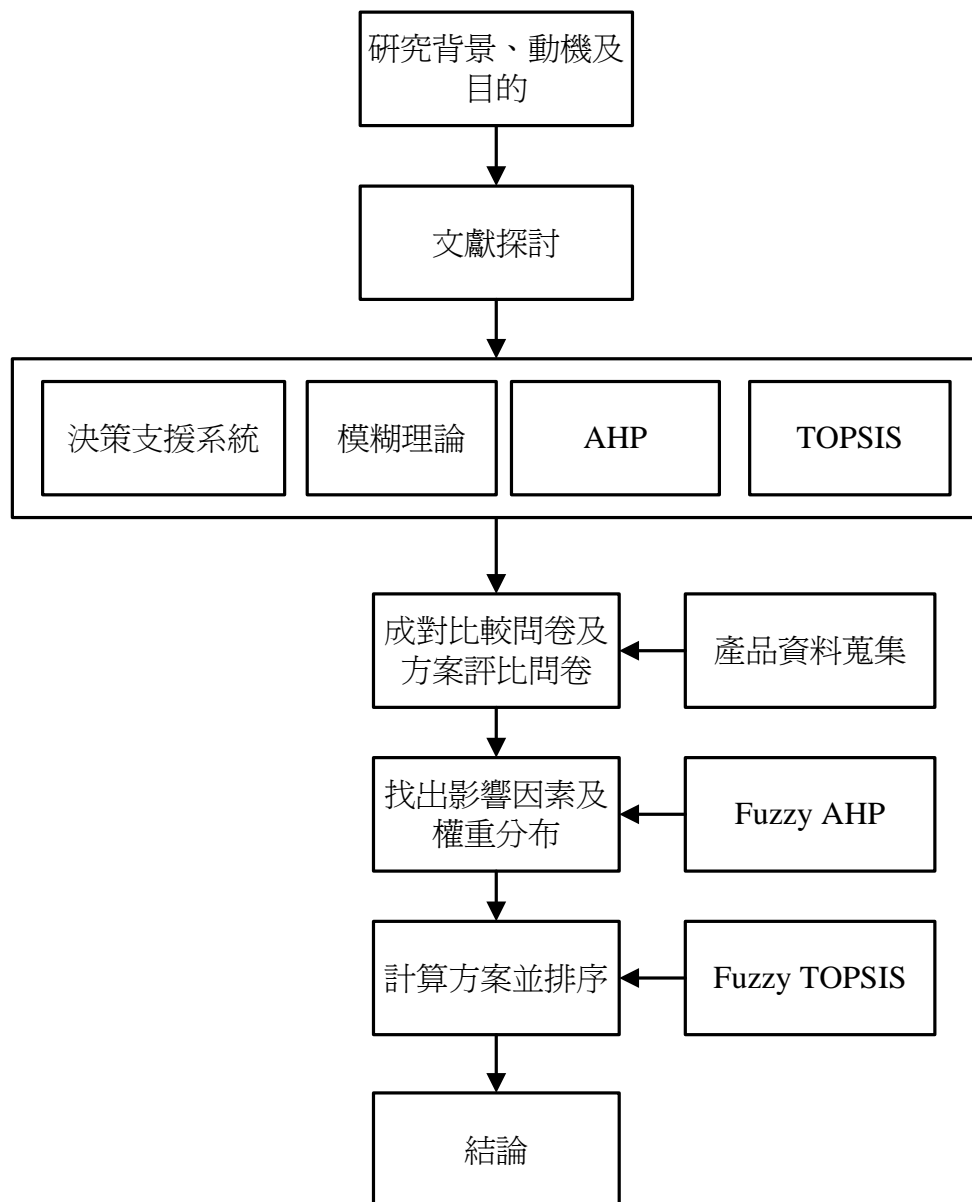 研究背景、動機及
目的
文獻探討
決策支援系統
模糊理論
AHP
TOPSIS
成對比較問卷及
方案評比問卷
產品資料蒐集
找出影響因素及
權重分布
Fuzzy AHP
計算方案並排序
Fuzzy TOPSIS
結論